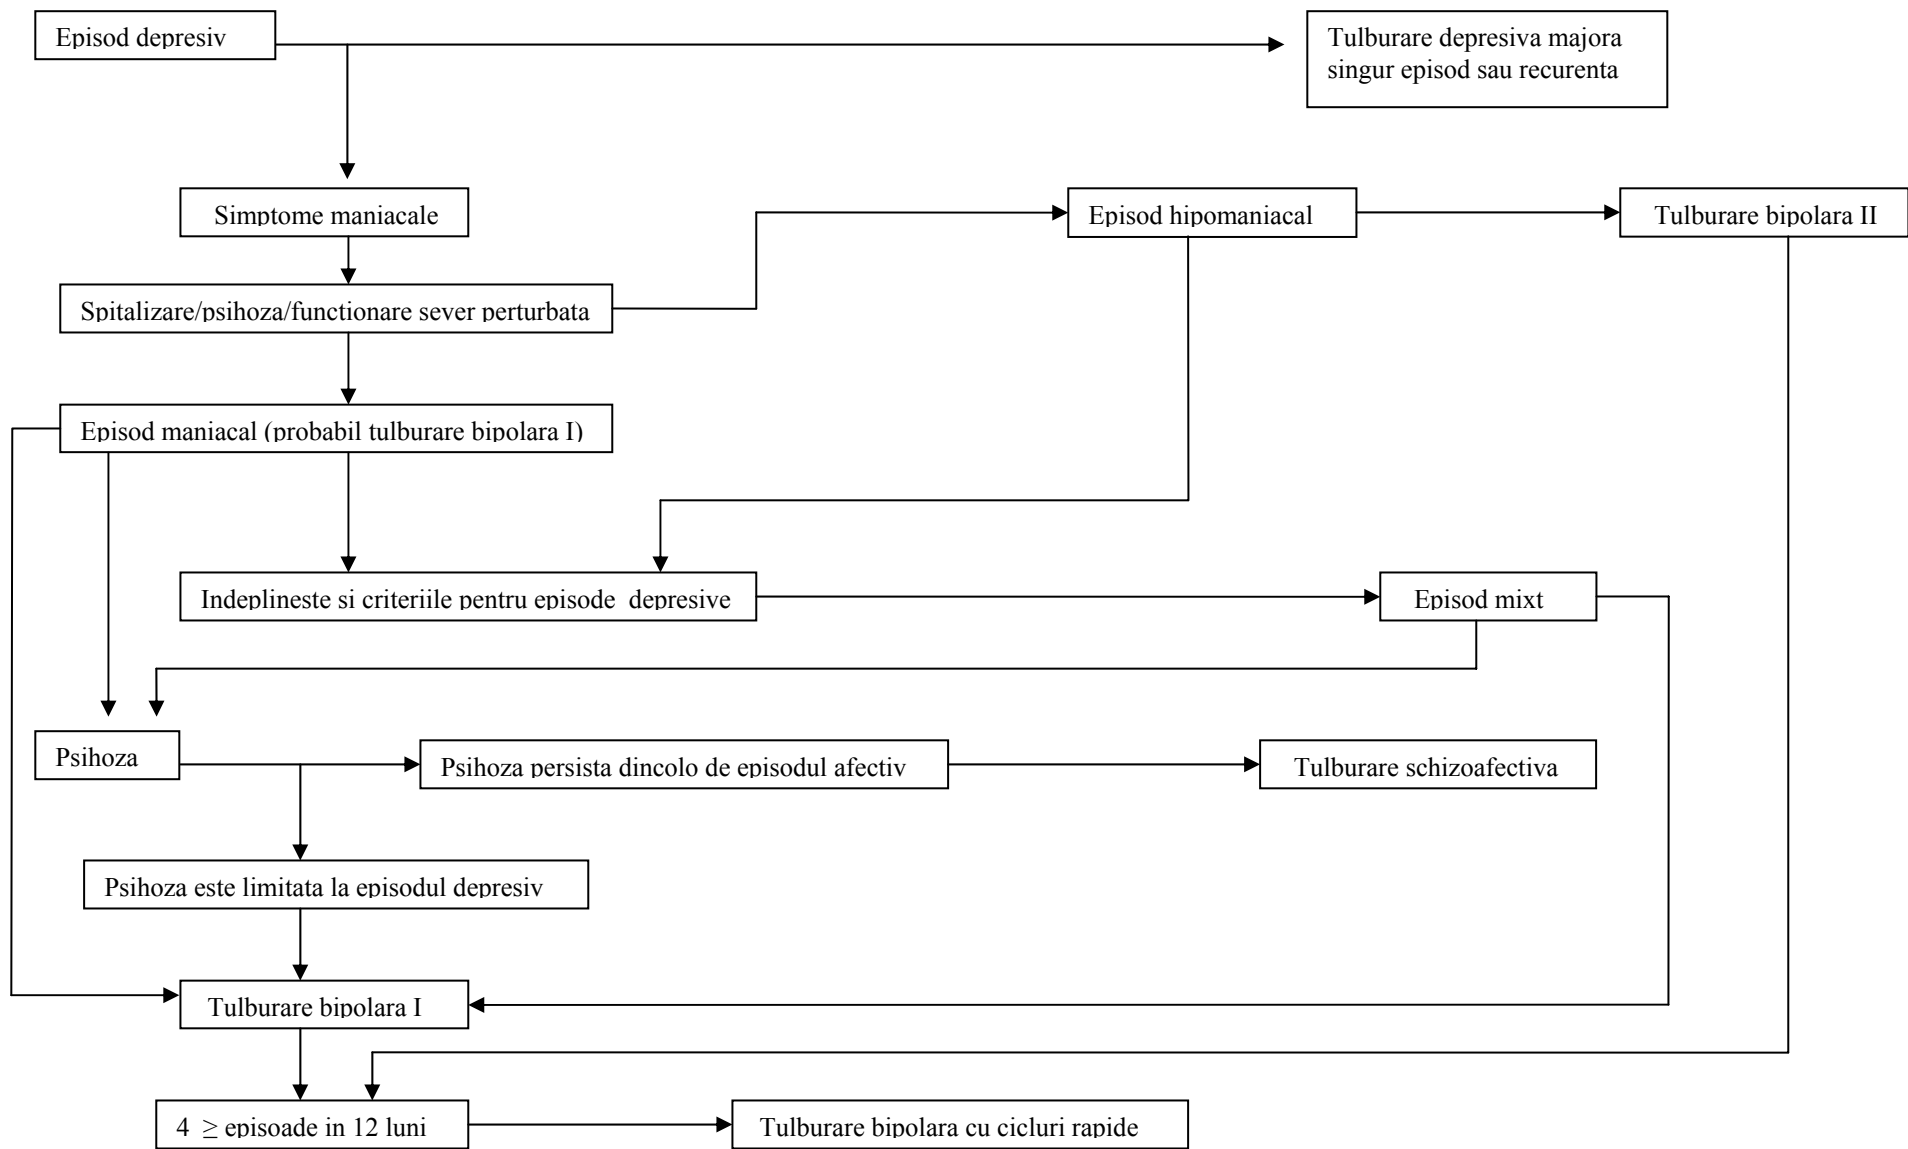 Episod depresiv
Tulburare depresiva majora
singur episod sau recurenta
Simptome maniacale
Episod hipomaniacal
Tulburare bipolara II
Spitalizare/psihoza/functionare sever perturbata
Episod maniacal (probabil tulburare bipolara I)
Indeplineste si criteriile pentru episode depresive
Episod mixt
Psihoza
Psihoza persista dincolo de episodul afectiv
Tulburare schizoafectiva
Psihoza este limitata la episodul depresiv
Tulburare bipolara I
4 ≥ episoade in 12 luni
Tulburare bipolara cu cicluri rapide